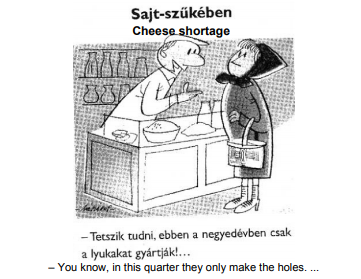 Sajt-szűkében
Cheese shortage
– Tetszik tudni, ebben a negyedévben csak
a lyukakat gyártják!...
– You know, in this quarter they only make the holes. ...